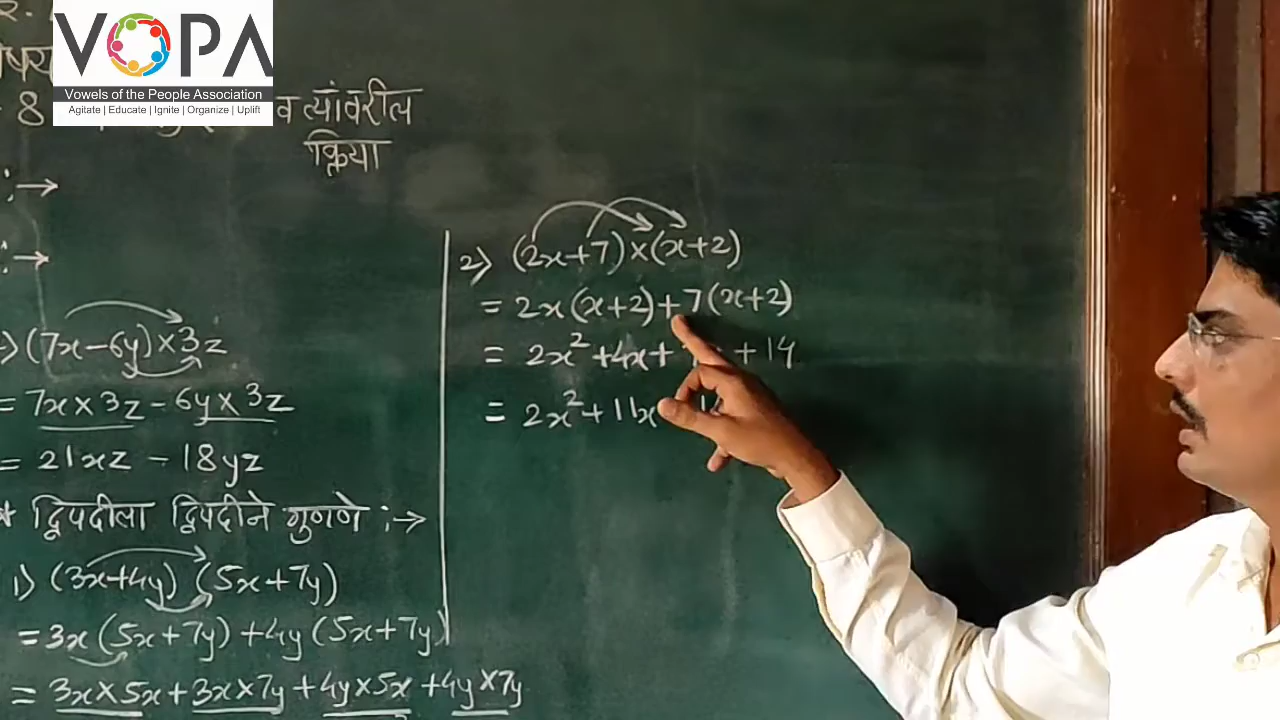 VOPA
Vowels of the People Association
Agitate | Educate | Ignite | Organize | Uplift
8
व त्यांवरील
क्रिया
:→
:→
(7x-6y)×3z
= 7x×3z - 6y×3z
= 21xz - 18yz
* द्विपदीला द्विपदीने गुणणे :→
1) (3x+4y) (5x+7y)
= 3x (5x+7y) +4y (5x+7y)
= 3x×5x+3x×7y +4y×5x +4y×7y
2) (2x+7)×(x+2)
= 2x(x+2)+7(x+2)
= 2x²+4x+ +14
= 2x²+11x